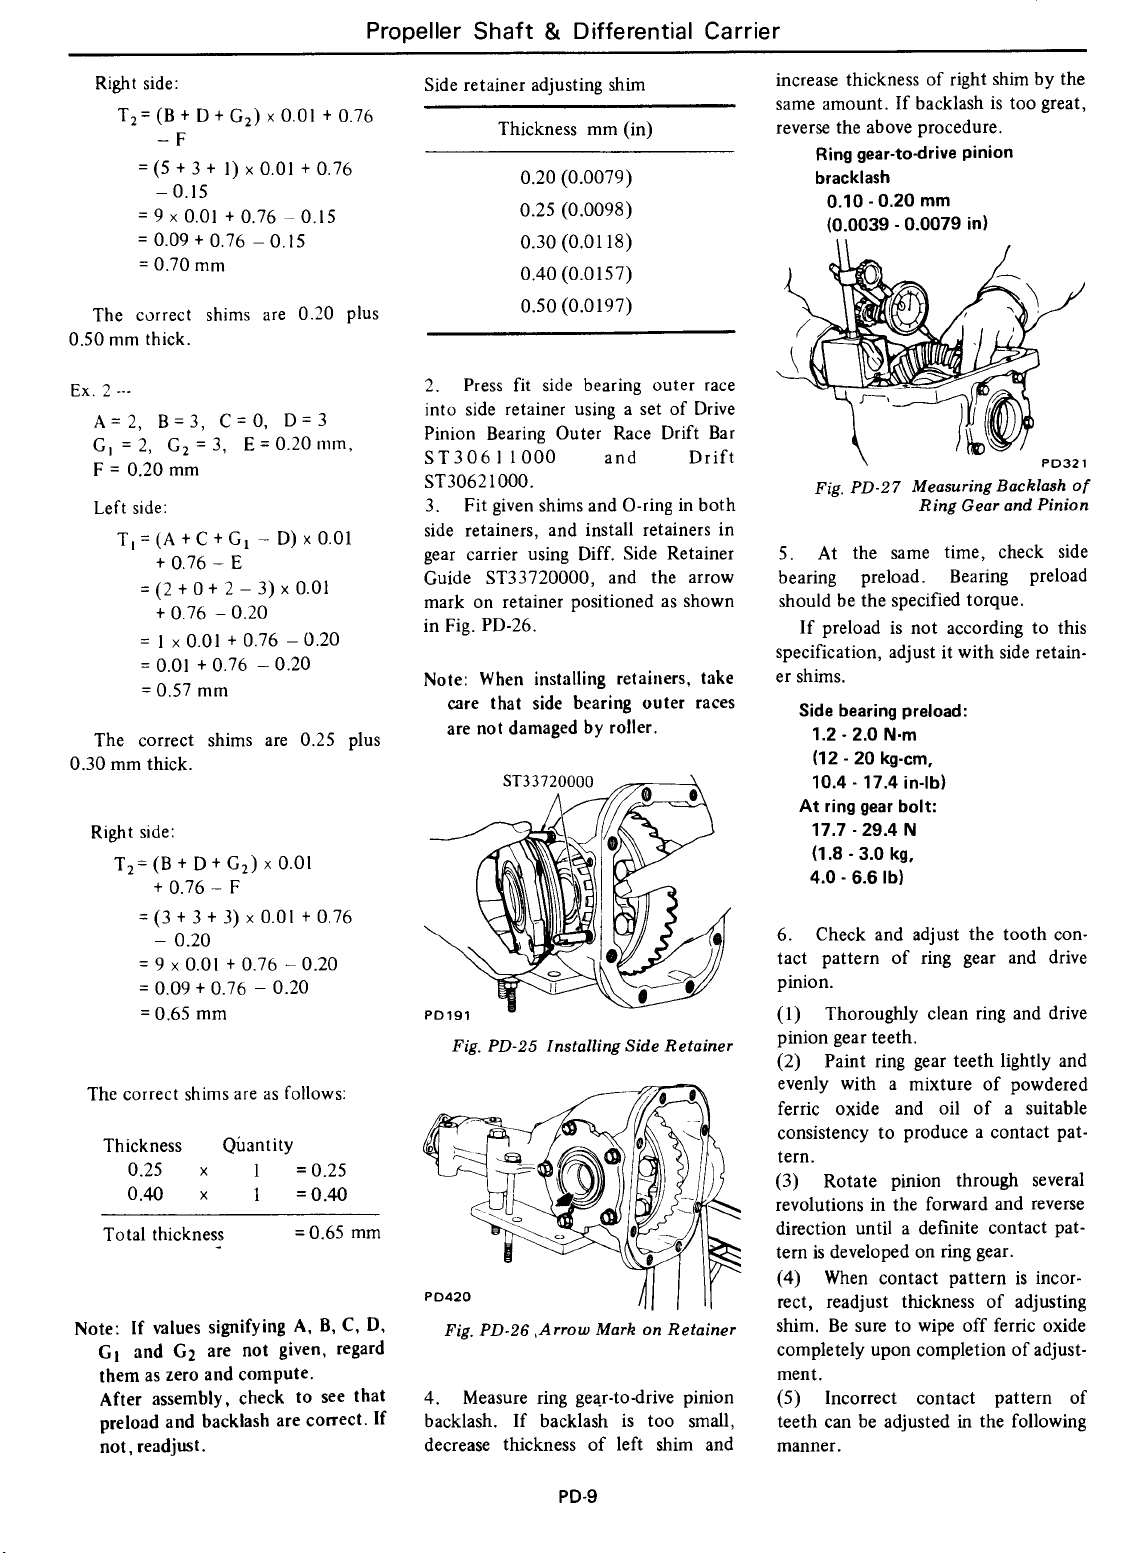 Propeller Shaft & Differential Carrier
Right side:
T₂= (B + D + G₂) x 0.01 + 0.76
– F
= (5 + 3 + 1) x 0.01 + 0.76
– 0.15
= 9 x 0.01 + 0.76 – 0.15
= 0.09 + 0.76 – 0.15
= 0.70 mm
The correct shims are 0.20 plus
0.50 mm thick.
Ex. 2 ---
A = 2, B = 3, C = 0, D = 3
G₁ = 2, G₂ = 3, E = 0.20 mm,
F = 0.20 mm
Left side:
T₁ = (A + C + G₁ – D) x 0.01
+ 0.76 – E
= (2 + 0 + 2 – 3) x 0.01
+ 0.76 – 0.20
= 1 x 0.01 + 0.76 – 0.20
= 0.01 + 0.76 – 0.20
= 0.57 mm
The correct shims are 0.25 plus
0.30 mm thick.
Right side:
T₂= (B + D + G₂) x 0.01
+ 0.76 – F
= (3 + 3 + 3) x 0.01 + 0.76
– 0.20
= 9 x 0.01 + 0.76 – 0.20
= 0.09 + 0.76 – 0.20
= 0.65 mm
The correct shims are as follows:
Thickness Quantity
0.25 x 1 = 0.25
0.40 x 1 = 0.40
Total thickness = 0.65 mm
Note: If values signifying A, B, C, D,
G₁ and G₂ are not given, regard
them as zero and compute.
After assembly, check to see that
preload and backlash are correct. If
not, readjust.
Side retainer adjusting shim
Thickness mm (in)
0.20 (0.0079)
0.25 (0.0098)
0.30 (0.0118)
0.40 (0.0157)
0.50 (0.0197)
2. Press fit side bearing outer race
into side retainer using a set of Drive
Pinion Bearing Outer Race Drift Bar
ST30611000 and Drift
ST30621000.
3. Fit given shims and O-ring in both
side retainers, and install retainers in
gear carrier using Diff. Side Retainer
Guide ST33720000, and the arrow
mark on retainer positioned as shown
in Fig. PD-26.
Note: When installing retainers, take
care that side bearing outer races
are not damaged by roller.
ST33720000
PD191
Fig. PD-25 Installing Side Retainer
PD420
Fig. PD-26 Arrow Mark on Retainer
4. Measure ring gear-to-drive pinion
backlash. If backlash is too small,
decrease thickness of left shim and
increase thickness of right shim by the
same amount. If backlash is too great,
reverse the above procedure.
Ring gear-to-drive pinion
bracklash
0.10 - 0.20 mm
(0.0039 - 0.0079 in)
PD321
Fig. PD-27 Measuring Backlash of
Ring Gear and Pinion
5. At the same time, check side
bearing preload. Bearing preload
should be the specified torque.
If preload is not according to this
specification, adjust it with side retain-
er shims.
Side bearing preload:
1.2 - 2.0 N·m
(12 - 20 kg-cm,
10.4 - 17.4 in-lb)
At ring gear bolt:
17.7 - 29.4 N
(1.8 - 3.0 kg,
4.0 - 6.6 lb)
6. Check and adjust the tooth con-
tact pattern of ring gear and drive
pinion.
(1) Thoroughly clean ring and drive
pinion gear teeth.
(2) Paint ring gear teeth lightly and
evenly with a mixture of powdered
ferric oxide and oil of a suitable
consistency to produce a contact pat-
tern.
(3) Rotate pinion through several
revolutions in the forward and reverse
direction until a definite contact pat-
tern is developed on ring gear.
(4) When contact pattern is incor-
rect, readjust thickness of adjusting
shim. Be sure to wipe off ferric oxide
completely upon completion of adjust-
ment.
(5) Incorrect contact pattern of
teeth can be adjusted in the following
manner.
PD-9